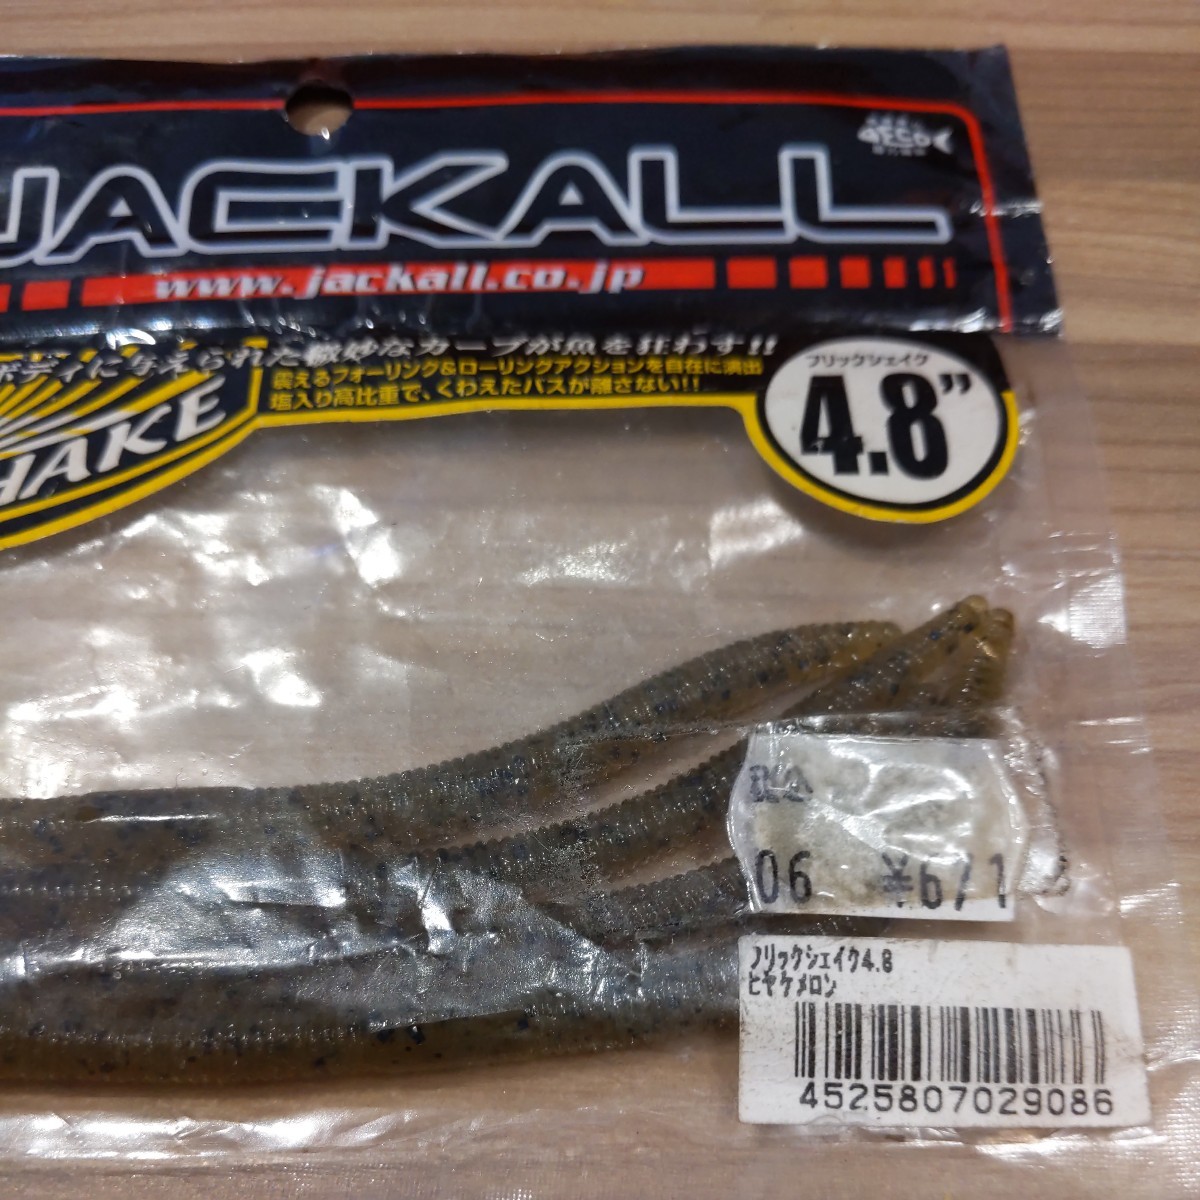 JACKALL
ECO
www.jackall.co.jp
ボディに与えられた微妙なカーブが魚を狂わす!!
震えるフォーリング&ローリングアクションを自在に演出
塩入り高比重で、くわえたバスが離さない!!
フリックシェイク
4.8"
HAKE
06 ¥671
フリックシェイク4.8
ヒヤケメロン
4525807029086